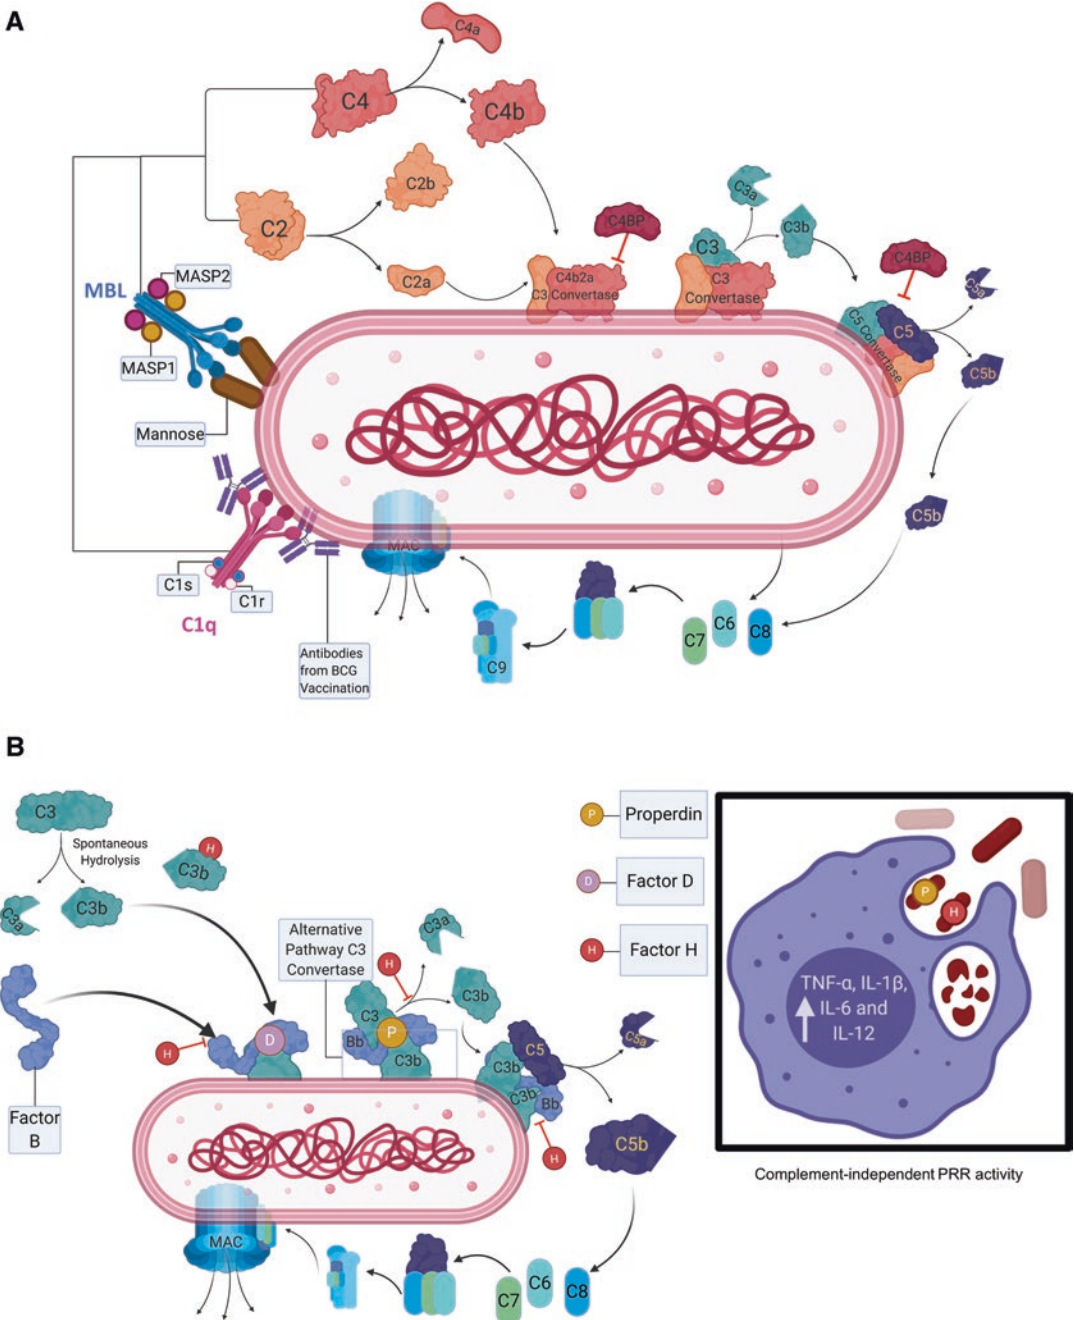 A
C4a
C4
C4b
C2b
C2
C2a
C4BP
C4b2a
C3 Convertase
C3a
C3
C3b
C3
Convertase
C4BP
C5a
C5
C5 Convertase
C5b
MASP2
MBL
MASP1
Mannose
C5b
MAC
C1s
C1r
C1q
Antibodies
from BCG
Vaccination
C9
C7
C6
C8
B
C3
Spontaneous
Hydrolysis
H
C3b
C3a
C3b
Factor
B
H
D
Alternative
Pathway C3
Convertase
H
C3a
C3
C3b
P
Bb
C3b
C5
C5a
C3b
C3b
Bb
H
C5b
MAC
C7
C6
C8
P
Properdin
D
Factor D
H
Factor H
P
H
TNF-α, IL-1β,
IL-6 and
IL-12
Complement-independent PRR activity